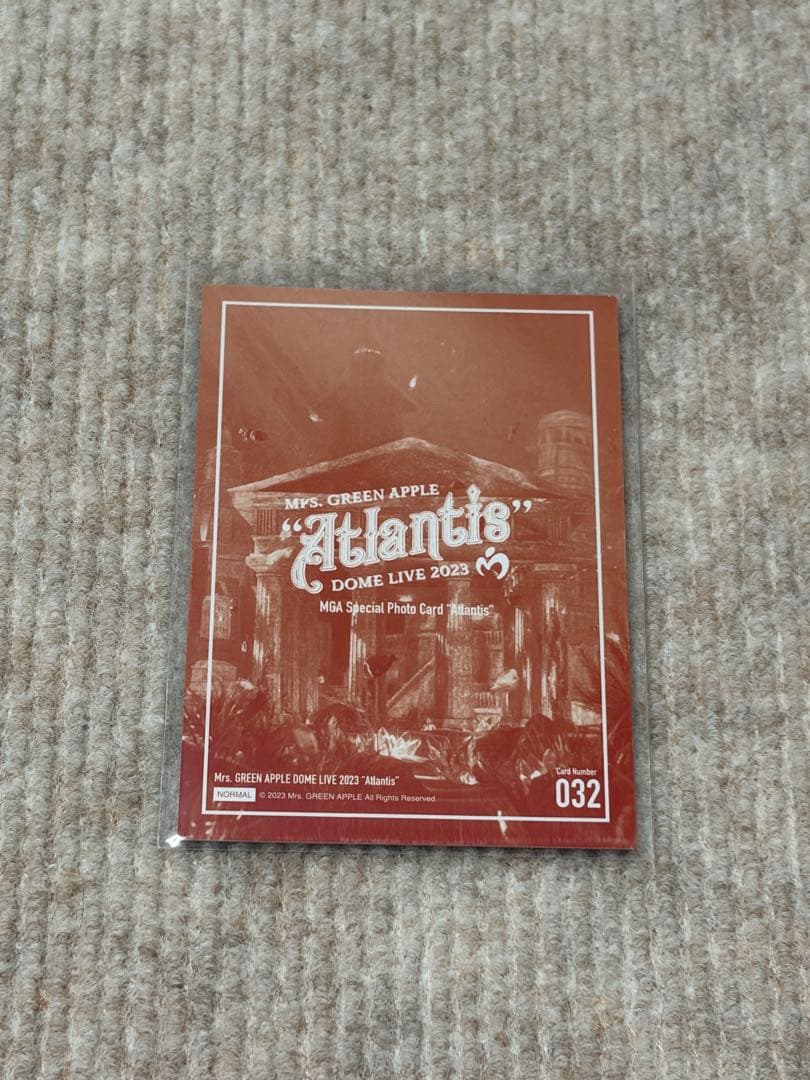 Mrs. GREEN APPLE
“Atlantis”
DOME LIVE 2023
MGA Special Photo Card "Atlantis"
Mrs. GREEN APPLE DOME LIVE 2023 "Atlantis"
NORMAL © 2023 Mrs. GREEN APPLE All Rights Reserved.
Card Number
032